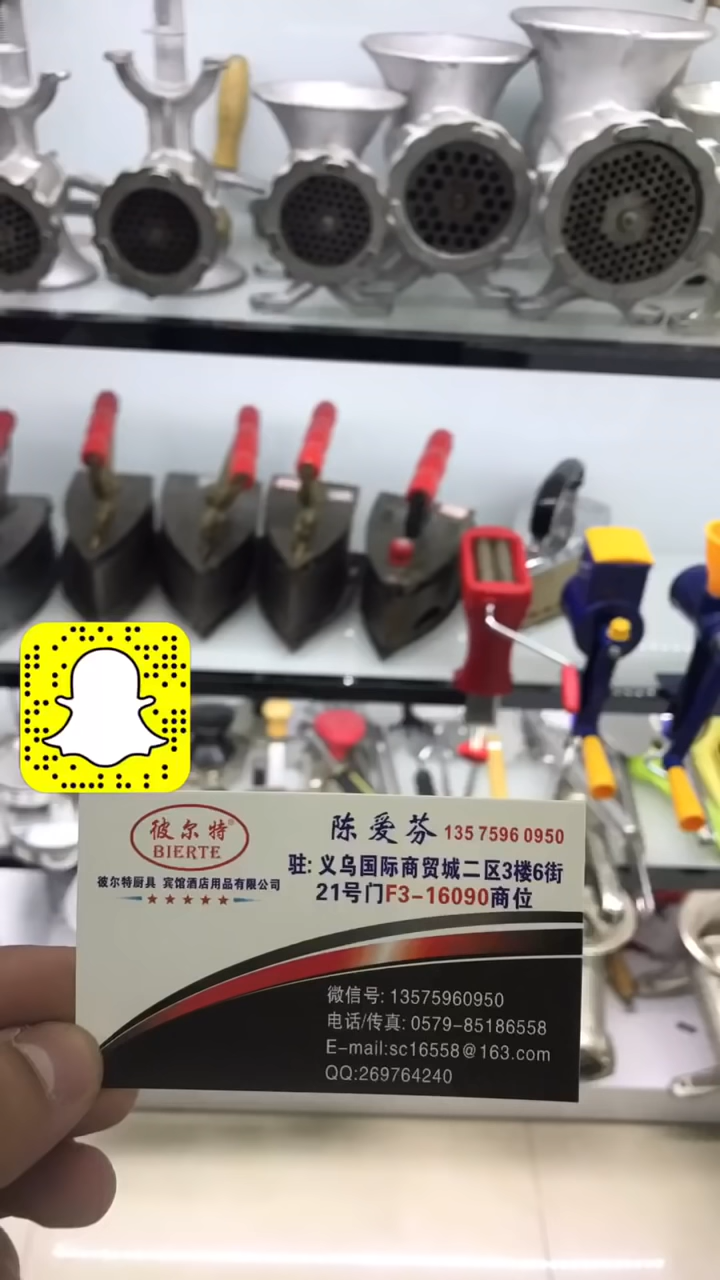 彼尔特®
BIERTE
彼尔特厨具 宾馆酒店用品有限公司
陈爱芬 135 7596 0950
驻: 义乌国际商贸城二区3楼6街
21号门F3-16090商位
微信号: 13575960950
电话/传真: 0579-85186558
E-mail:sc16558@163.com
QQ:269764240